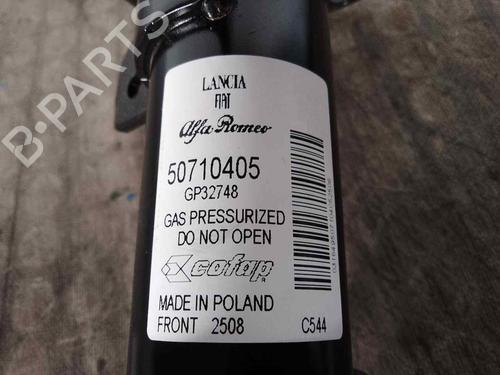 B-PARTS
LANCIA
FIAT
Alfa Romeo
50710405
GP32748
GAS PRESSURIZED
DO NOT OPEN
cofap
MADE IN POLAND
FRONT 2508 C544